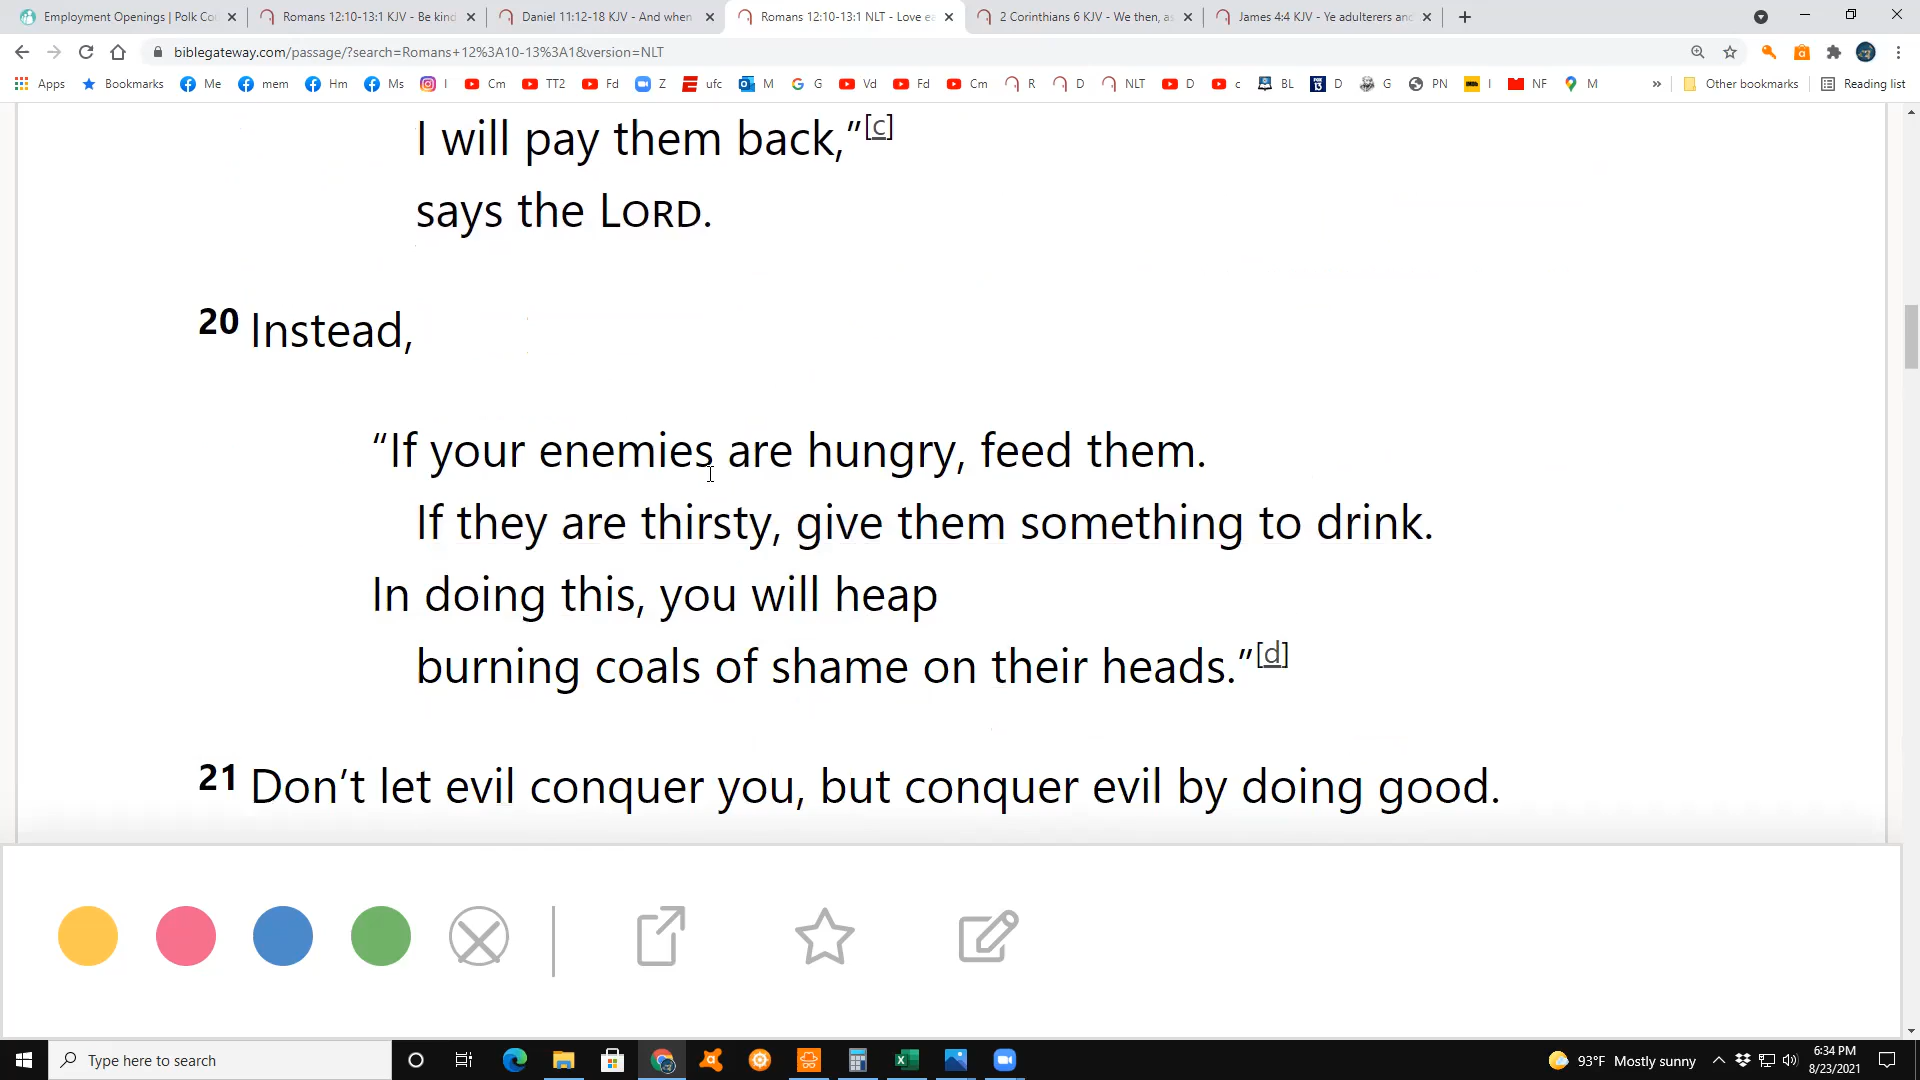 Employment Openings | Polk Co
Romans 12:10-13:1 KJV - Be kind
Daniel 11:12-18 KJV - And when
Romans 12:10-13:1 NLT - Love ea
2 Corinthians 6 KJV - We then, as
James 4:4 KJV - Ye adulterers and
biblegateway.com/passage/?search=Romans+12%3A10-13%3A1&version=NLT
Apps Bookmarks Me mem Hm Ms I Cm TT2 Fd Z ufc M G Vd Fd Cm R D NLT D c BL D G PN I NF M » Other bookmarks Reading list
I will pay them back,”[c]
says the LORD.
20 Instead,
“If your enemies are hungry, feed them.
If they are thirsty, give them something to drink.
In doing this, you will heap
burning coals of shame on their heads.”[d]
21 Don’t let evil conquer you, but conquer evil by doing good.
Type here to search
93°F Mostly sunny
6:34 PM
8/23/2021